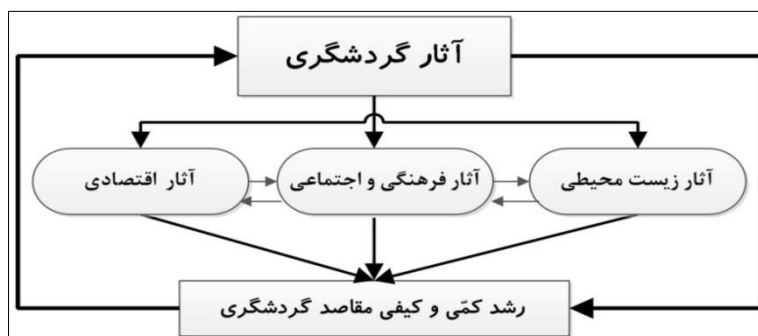 آثار گردشگری
آثار زیست محیطی
آثار فرهنگی و اجتماعی
آثار اقتصادی
رشد کمّی و کیفی مقاصد گردشگری